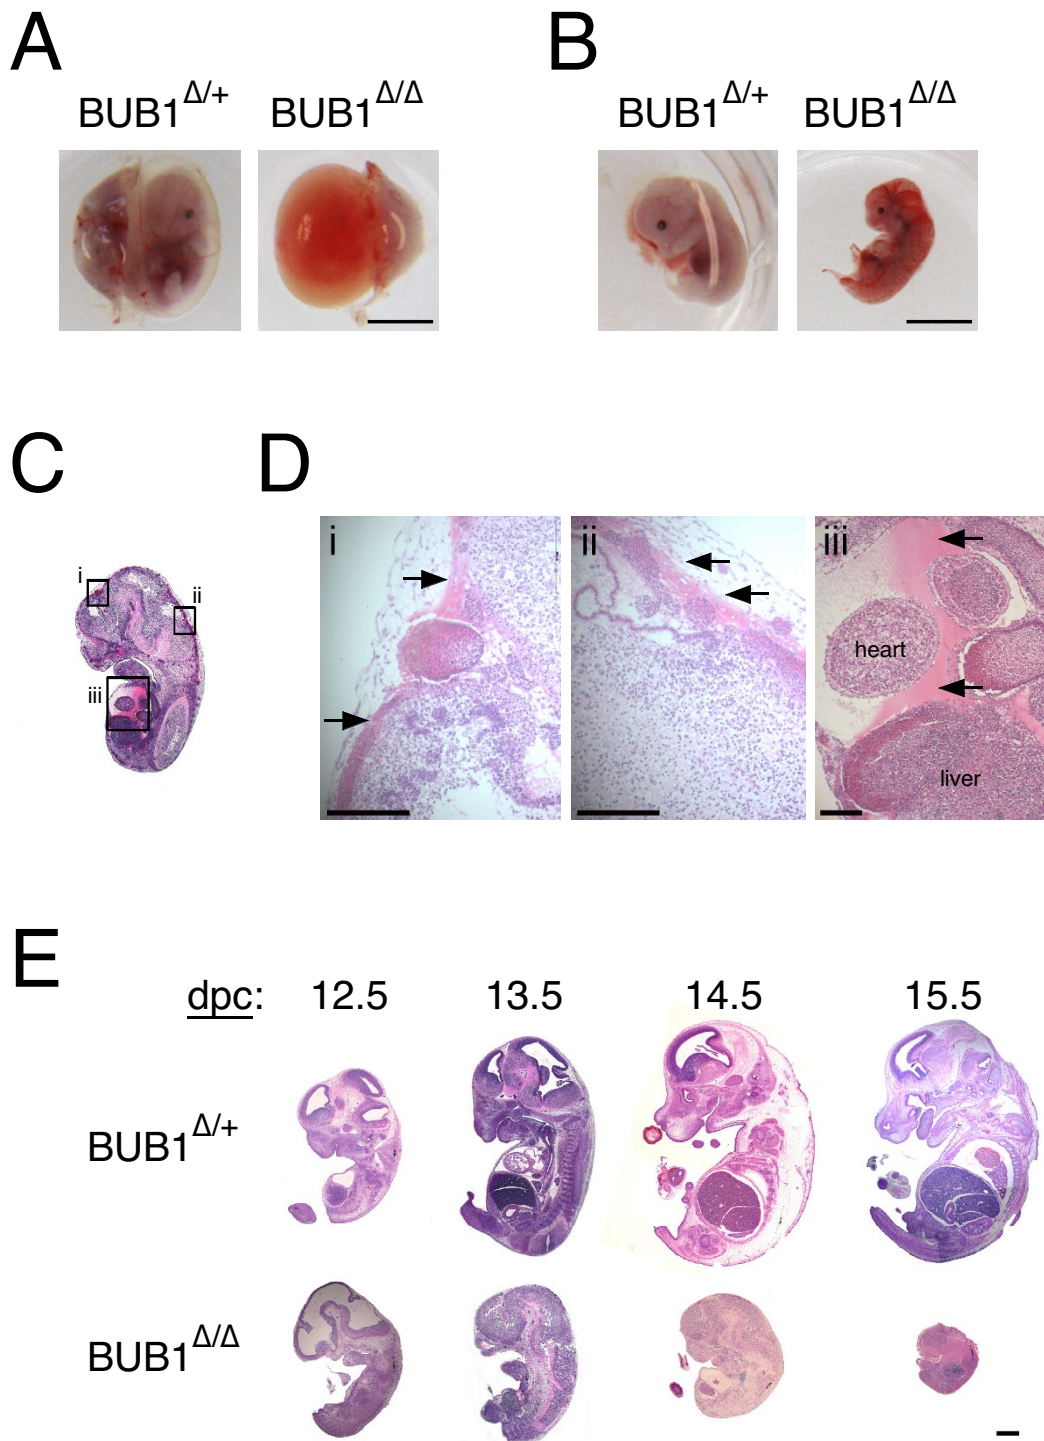 A
B
BUB1Δ/+ BUB1Δ/Δ
BUB1Δ/+ BUB1Δ/Δ
C
D
i
ii
iii
i
ii
iii
heart
liver
E
dpc: 12.5 13.5 14.5 15.5
BUB1Δ/+
BUB1Δ/Δ